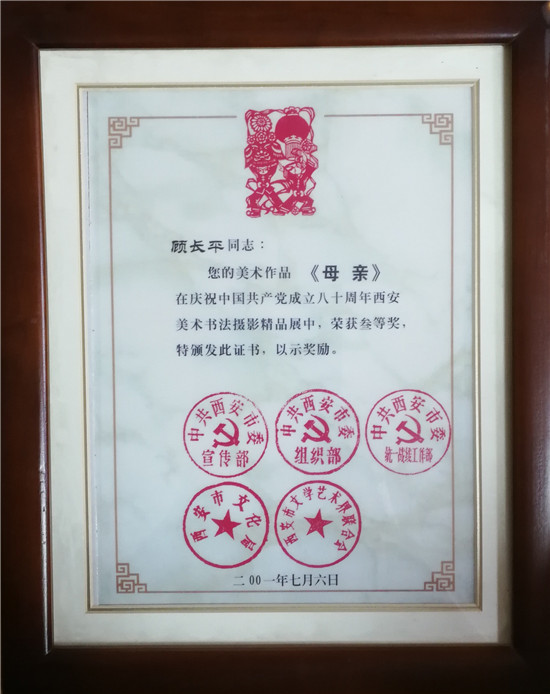 顾长平同志：
您的美术作品 《母亲》
在庆祝中国共产党成立八十周年西安
美术书法摄影精品展中，荣获叁等奖，
特颁发此证书，以示奖励。
中共西安市委
宣传部
中共西安市委
组织部
中共西安市委
统一战线工作部
西安市文化局
西安市文学艺术界联合会
二00一年七月六日